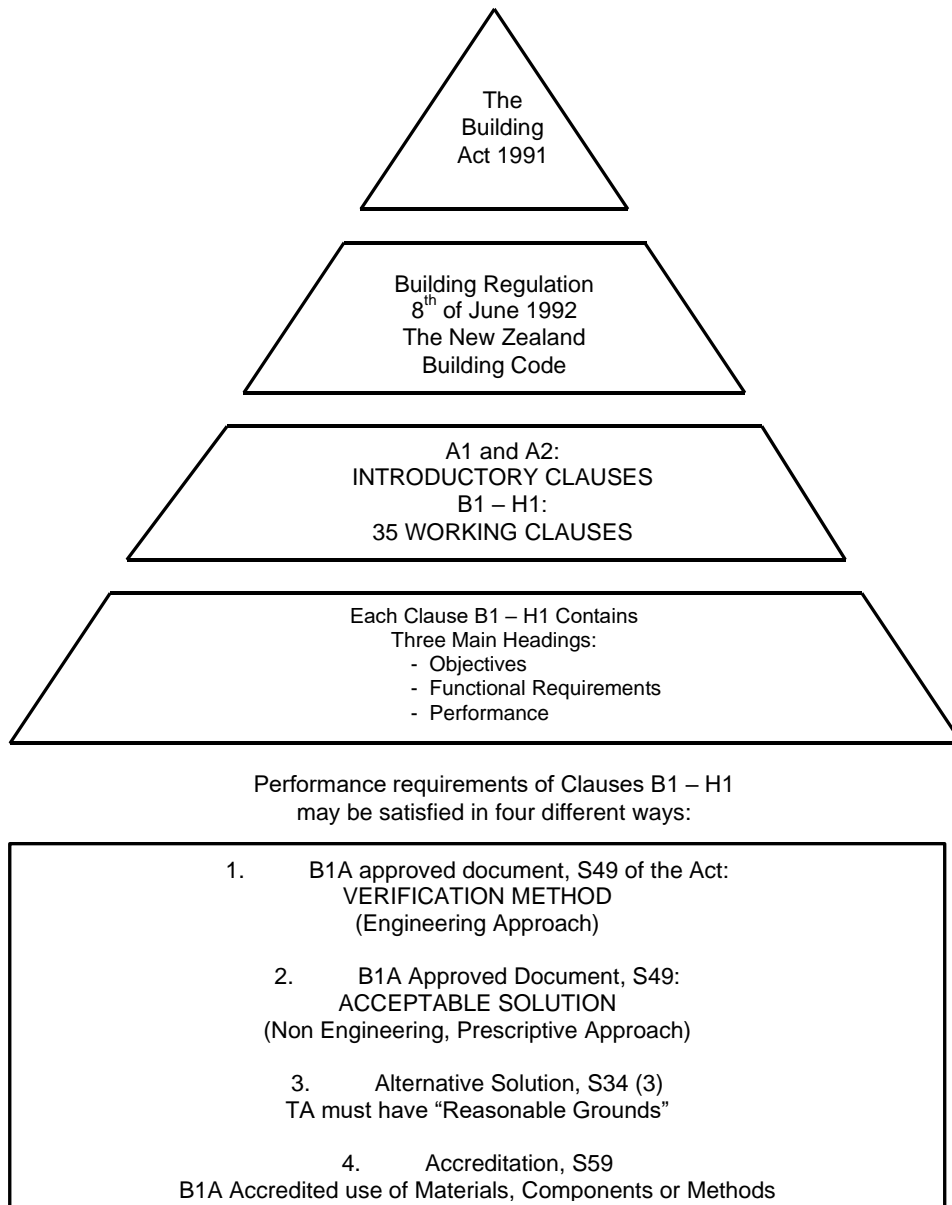 The
Building
Act 1991
Building Regulation
8th of June 1992
The New Zealand
Building Code
A1 and A2:
INTRODUCTORY CLAUSES
B1 – H1:
35 WORKING CLAUSES
Each Clause B1 – H1 Contains
Three Main Headings:
- Objectives
- Functional Requirements
- Performance
Performance requirements of Clauses B1 – H1
may be satisfied in four different ways:
1. B1A approved document, S49 of the Act:
VERIFICATION METHOD
(Engineering Approach)
2. B1A Approved Document, S49:
ACCEPTABLE SOLUTION
(Non Engineering, Prescriptive Approach)
3. Alternative Solution, S34 (3)
TA must have “Reasonable Grounds”
4. Accreditation, S59
B1A Accredited use of Materials, Components or Methods